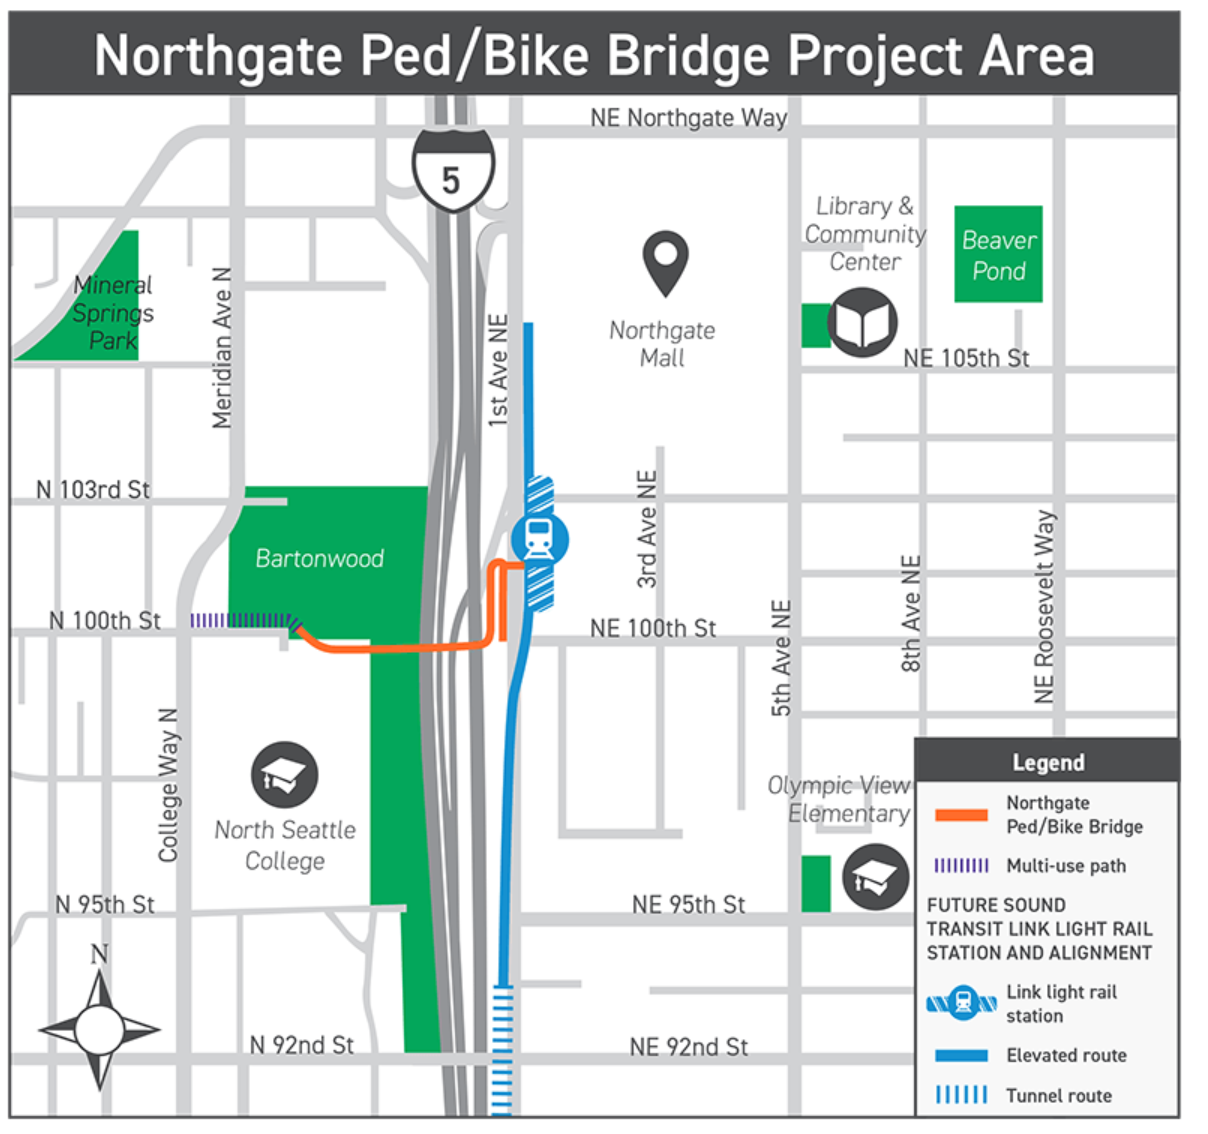 Northgate Ped/Bike Bridge Project Area
NE Northgate Way
5
Library &
Community
Center
Beaver
Pond
Mineral
Springs
Park
Meridian Ave N
1st Ave NE
Northgate
Mall
NE 105th St
N 103rd St
3rd Ave NE
Bartonwood
NE Roosevelt Way
8th Ave NE
N 100th St
NE 100th St
5th Ave NE
College Way N
North Seattle
College
Olympic View
Elementary
N 95th St
NE 95th St
N
N 92nd St
NE 92nd St
Legend
Northgate
Ped/Bike Bridge
Multi-use path
FUTURE SOUND
TRANSIT LINK LIGHT RAIL
STATION AND ALIGNMENT
Link light rail
station
Elevated route
Tunnel route